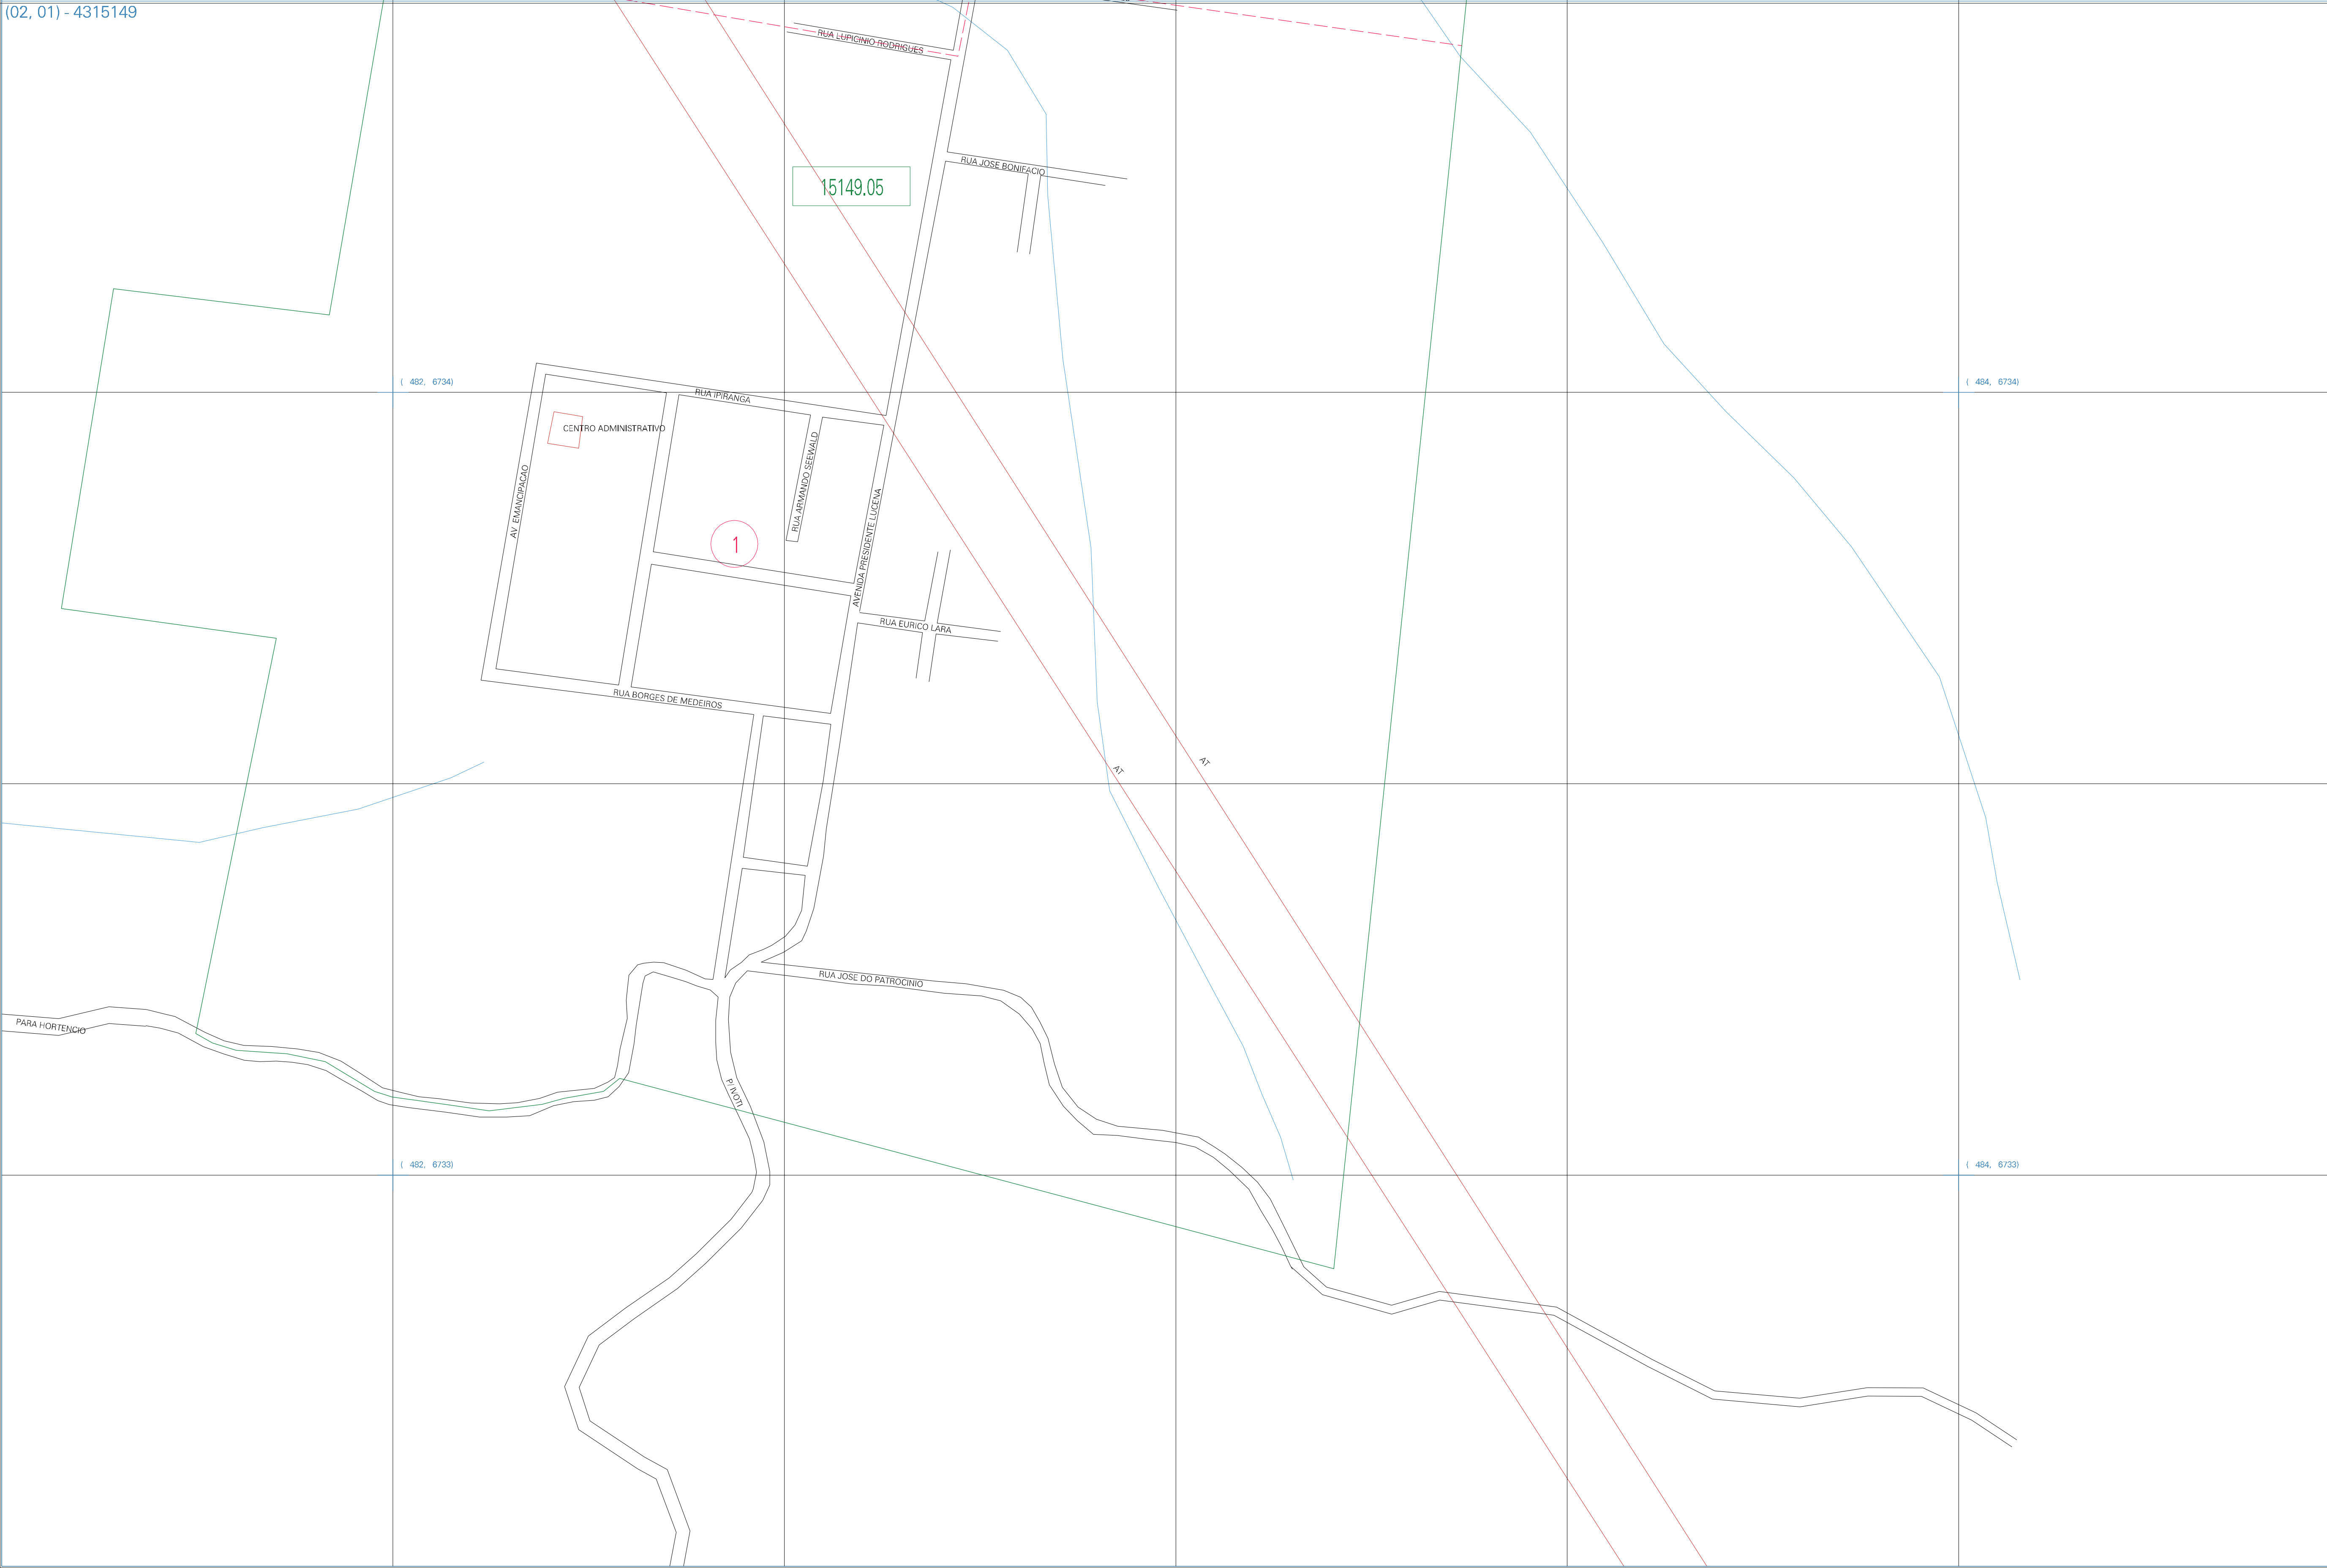 (02, 01) - 4315149
RUA LUPICINIO RODRIGUES
RUA JOSE BONIFACIO
15149.05
( 482, 6734)
( 484, 6734)
RUA IPIRANGA
CENTRO ADMINISTRATIVO
RUA ARMANDO SEEWALD
AV EMANCIPACAO
AVENIDA PRESIDENTE LUCENA
1
RUA EURICO LARA
RUA BORGES DE MEDEIROS
AT
AT
RUA JOSE DO PATROCINIO
PARA HORTENCIO
P/ IVOTI
( 482, 6733)
( 484, 6733)